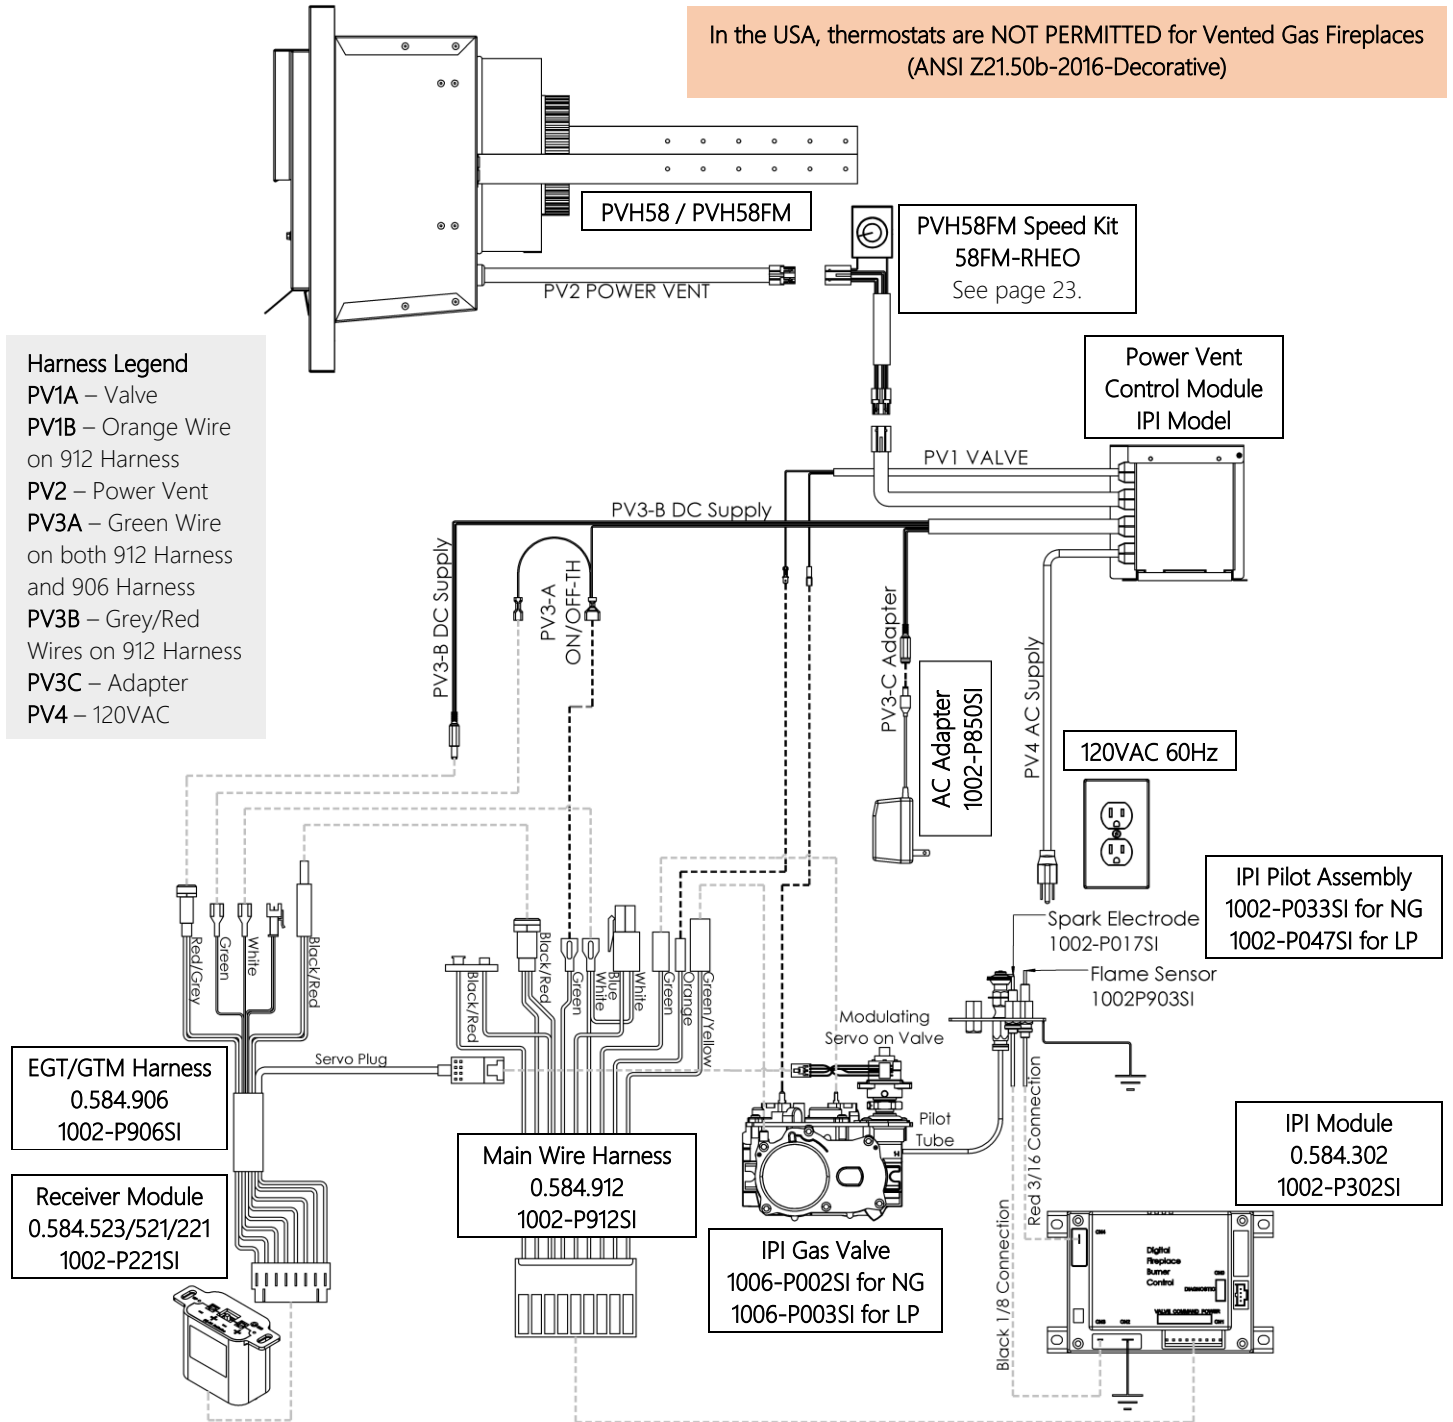 In the USA, thermostats are NOT PERMITTED for Vented Gas Fireplaces
(ANSI Z21.50b-2016-Decorative)
PVH58 / PVH58FM
PV2 POWER VENT
PVH58FM Speed Kit
58FM-RHEO
See page 23.
Harness Legend
PV1A – Valve
PV1B – Orange Wire
on 912 Harness
PV2 – Power Vent
PV3A – Green Wire
on both 912 Harness
and 906 Harness
PV3B – Grey/Red
Wires on 912 Harness
PV3C – Adapter
PV4 – 120VAC
Power Vent
Control Module
IPI Model
PV1 VALVE
PV3-B DC Supply
PV3-B DC Supply
PV3-A
ON/OFF-TH
PV3-C Adapter
AC Adapter
1002-P850SI
PV4 AC Supply
120VAC 60Hz
IPI Pilot Assembly
1002-P033SI for NG
1002-P047SI for LP
Spark Electrode
1002-P017SI
Flame Sensor
1002P903SI
Red/Grey
Green
White
Black/Red
Black/Red
Black/Red
Green
Blue
White
White
Green
Orange
Green/Yellow
Modulating
Servo on Valve
Servo Plug
EGT/GTM Harness
0.584.906
1002-P906SI
Pilot
Tube
Main Wire Harness
0.584.912
1002-P912SI
Receiver Module
0.584.523/521/221
1002-P221SI
IPI Gas Valve
1006-P002SI for NG
1006-P003SI for LP
Black 1/8 Connection
Red 3/16 Connection
IPI Module
0.584.302
1002-P302SI
CN4
Digital
Fireplace
Burner
Control
CN5
DIAGNOSTIC
VALVE COMMAND POWER
CN3
CN2
CN1